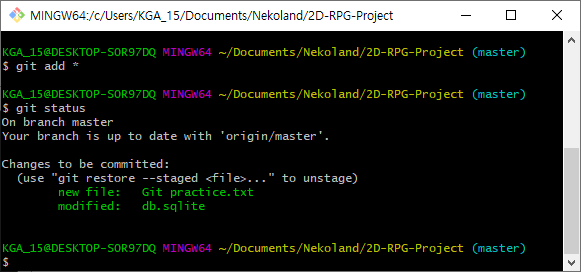 MINGW64:/c/Users/KGA_15/Documents/Nekoland/2D-RPG-Project
KGA_15@DESKTOP-SOR97DQ MINGW64 ~/Documents/Nekoland/2D-RPG-Project (master)
$ git add *
KGA_15@DESKTOP-SOR97DQ MINGW64 ~/Documents/Nekoland/2D-RPG-Project (master)
$ git status
On branch master
Your branch is up to date with 'origin/master'.
Changes to be committed:
  (use "git restore --staged <file>..." to unstage)
        new file:   Git practice.txt
        modified:   db.sqlite
KGA_15@DESKTOP-SOR97DQ MINGW64 ~/Documents/Nekoland/2D-RPG-Project (master)
$